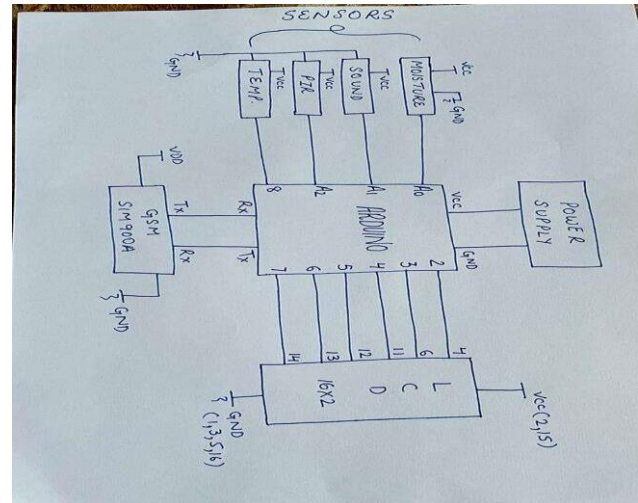 SENSORS
GND
TEMP.
VCC
PIR
VCC
SOUND
VCC
MOISTURE
VCC
GND
8
A2
A1
A0
VDD
GSM
SIM900A
Tx
Rx
Rx
Tx
ARDUINO
VCC
GND
POWER
SUPPLY
GND
7
6
5
4
3
2
14
13
12
11
6
4
LCD
16X2
GND
(1,3,5,16)
VCC(2,15)